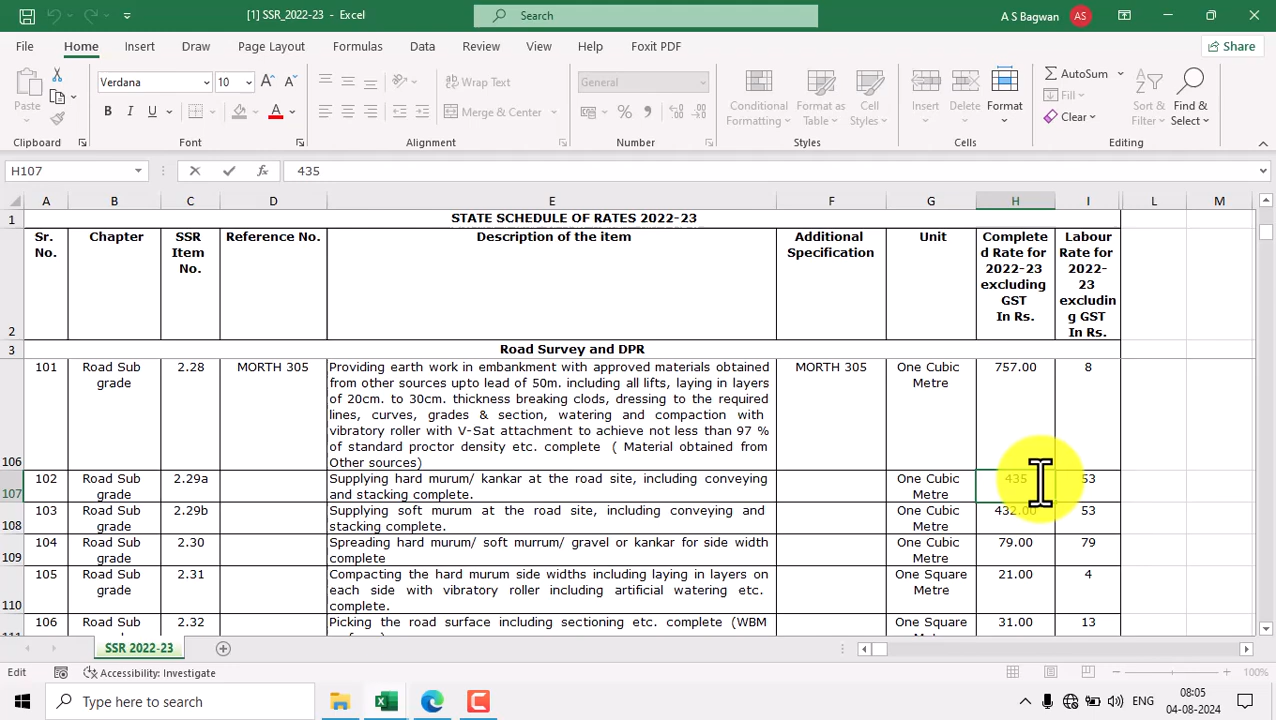 [1] SSR_2022-23 - Excel
Search
A S Bagwan AS
File Home Insert Draw Page Layout Formulas Data Review View Help Foxit PDF Share
Paste
Clipboard
Verdana 10
B I U A
Font
Wrap Text
Merge & Center
Alignment
General
% ,
Number
Conditional Formatting
Format as Table
Cell Styles
Styles
Insert Delete Format
Cells
AutoSum
Fill
Clear
Sort & Filter
Find & Select
Editing
H107 fx 435
A B C D E F G H I L M
1 STATE SCHEDULE OF RATES 2022-23
Sr. Chapter SSR Reference No. Description of the item Additional Unit Complete Labour
No. Item Specification d Rate for Rate for
No. 2022-23 2022-
excluding 23
GST excludin
In Rs. g GST
2 In Rs.
3 Road Survey and DPR
101 Road Sub 2.28 MORTH 305 Providing earth work in embankment with approved materials obtained MORTH 305 One Cubic 757.00 8
grade from other sources upto lead of 50m. including all lifts, laying in layers Metre
of 20cm. to 30cm. thickness breaking clods, dressing to the required
lines, curves, grades & section, watering and compaction with
vibratory roller with V-Sat attachment to achieve not less than 97 %
of standard proctor density etc. complete ( Material obtained from
106 Other sources)
102 Road Sub 2.29a Supplying hard murum/ kankar at the road site, including conveying One Cubic 435 53
107 grade and stacking complete. Metre
103 Road Sub 2.29b Supplying soft murum at the road site, including conveying and One Cubic 432.00 53
108 grade stacking complete. Metre
104 Road Sub 2.30 Spreading hard murum/ soft murrum/ gravel or kankar for side width One Cubic 79.00 79
109 grade complete Metre
105 Road Sub 2.31 Compacting the hard murum side widths including laying in layers on One Square 21.00 4
grade each side with vibratory roller including artificial watering etc. Metre
110 complete.
106 Road Sub 2.32 Picking the road surface including sectioning etc. complete (WBM One Square 31.00 13
SSR 2022-23
Edit Accessibility: Investigate 100%
Type here to search
ENG 08:05
04-08-2024